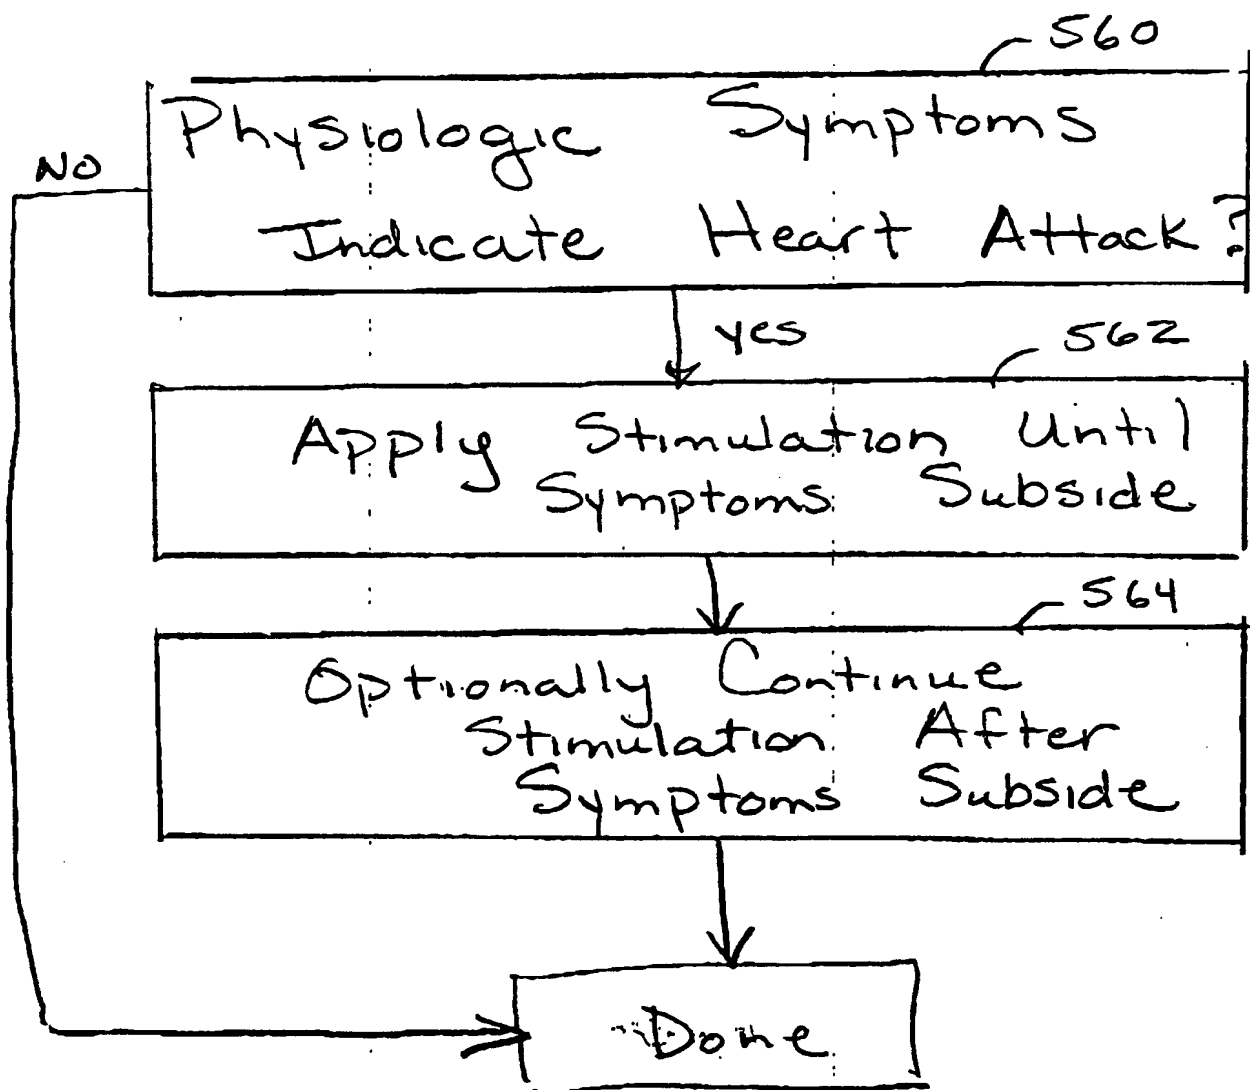 560
Physiologic Symptoms
NO
Indicate Heart Attack?
yes
562
Apply Stimulation Until
Symptoms Subside
564
Optionally Continue
Stimulation After
Symptoms Subside
Done